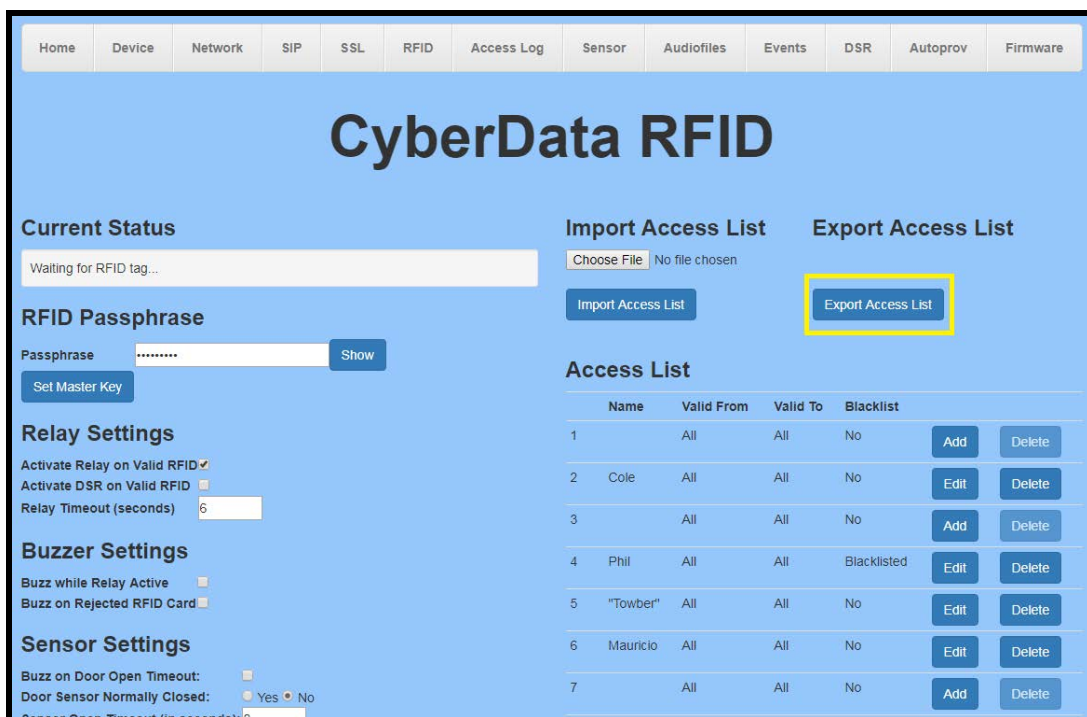 Home Device Network SIP SSL RFID Access Log Sensor Audiofiles Events DSR Autoprov Firmware
CyberData RFID
Current Status
Waiting for RFID tag...
RFID Passphrase
Passphrase ········· Show
Set Master Key
Relay Settings
Activate Relay on Valid RFID
Activate DSR on Valid RFID
Relay Timeout (seconds) 6
Buzzer Settings
Buzz while Relay Active
Buzz on Rejected RFID Card
Sensor Settings
Buzz on Door Open Timeout:
Door Sensor Normally Closed: Yes No
Import Access List
Choose File No file chosen
Import Access List
Export Access List
Export Access List
Access List
Name Valid From Valid To Blacklist
1 All All No Add Delete
2 Cole All All No Edit Delete
3 All All No Add Delete
4 Phil All All Blacklisted Edit Delete
5 "Towber" All All No Edit Delete
6 Mauricio All All No Edit Delete
7 All All No Add Delete